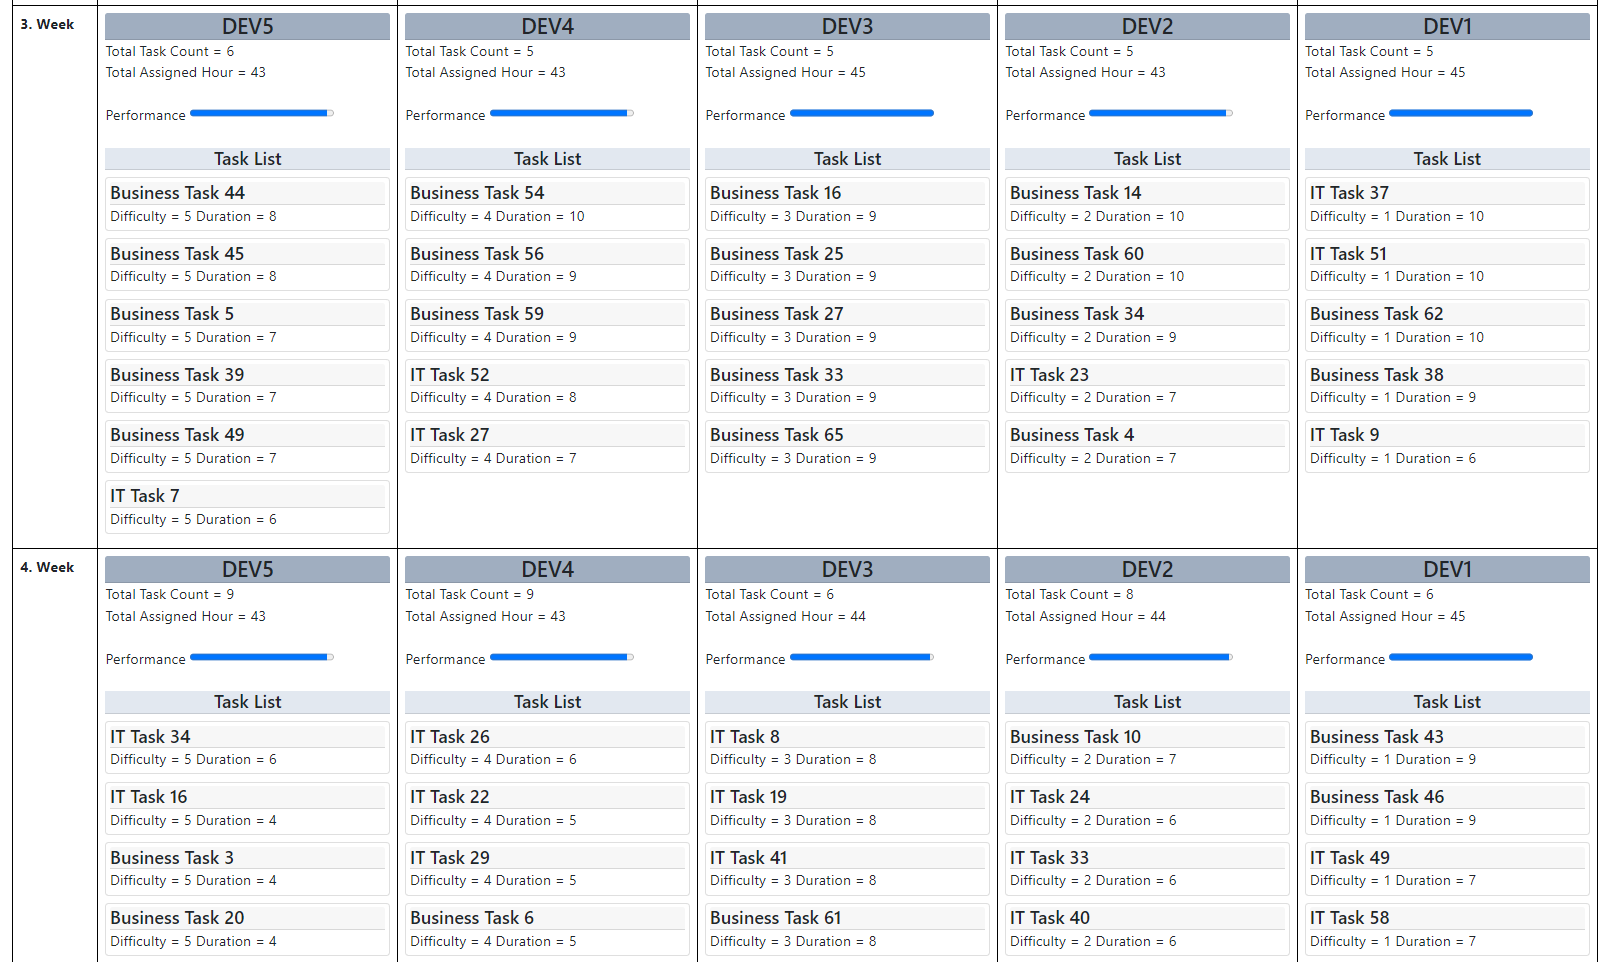 3. Week
DEV5
Total Task Count = 6
Total Assigned Hour = 43
Performance
Task List
Business Task 44
Difficulty = 5 Duration = 8
Business Task 45
Difficulty = 5 Duration = 8
Business Task 5
Difficulty = 5 Duration = 7
Business Task 39
Difficulty = 5 Duration = 7
Business Task 49
Difficulty = 5 Duration = 7
IT Task 7
Difficulty = 5 Duration = 6
DEV4
Total Task Count = 5
Total Assigned Hour = 43
Performance
Task List
Business Task 54
Difficulty = 4 Duration = 10
Business Task 56
Difficulty = 4 Duration = 9
Business Task 59
Difficulty = 4 Duration = 9
IT Task 52
Difficulty = 4 Duration = 8
IT Task 27
Difficulty = 4 Duration = 7
DEV3
Total Task Count = 5
Total Assigned Hour = 45
Performance
Task List
Business Task 16
Difficulty = 3 Duration = 9
Business Task 25
Difficulty = 3 Duration = 9
Business Task 27
Difficulty = 3 Duration = 9
Business Task 33
Difficulty = 3 Duration = 9
Business Task 65
Difficulty = 3 Duration = 9
DEV2
Total Task Count = 5
Total Assigned Hour = 43
Performance
Task List
Business Task 14
Difficulty = 2 Duration = 10
Business Task 60
Difficulty = 2 Duration = 10
Business Task 34
Difficulty = 2 Duration = 9
IT Task 23
Difficulty = 2 Duration = 7
Business Task 4
Difficulty = 2 Duration = 7
DEV1
Total Task Count = 5
Total Assigned Hour = 45
Performance
Task List
IT Task 37
Difficulty = 1 Duration = 10
IT Task 51
Difficulty = 1 Duration = 10
Business Task 62
Difficulty = 1 Duration = 10
Business Task 38
Difficulty = 1 Duration = 9
IT Task 9
Difficulty = 1 Duration = 6
4. Week
DEV5
Total Task Count = 9
Total Assigned Hour = 43
Performance
Task List
IT Task 34
Difficulty = 5 Duration = 6
IT Task 16
Difficulty = 5 Duration = 4
Business Task 3
Difficulty = 5 Duration = 4
Business Task 20
Difficulty = 5 Duration = 4
DEV4
Total Task Count = 9
Total Assigned Hour = 43
Performance
Task List
IT Task 26
Difficulty = 4 Duration = 6
IT Task 22
Difficulty = 4 Duration = 5
IT Task 29
Difficulty = 4 Duration = 5
Business Task 6
Difficulty = 4 Duration = 5
DEV3
Total Task Count = 6
Total Assigned Hour = 44
Performance
Task List
IT Task 8
Difficulty = 3 Duration = 8
IT Task 19
Difficulty = 3 Duration = 8
IT Task 41
Difficulty = 3 Duration = 8
Business Task 61
Difficulty = 3 Duration = 8
DEV2
Total Task Count = 8
Total Assigned Hour = 44
Performance
Task List
Business Task 10
Difficulty = 2 Duration = 7
IT Task 24
Difficulty = 2 Duration = 6
IT Task 33
Difficulty = 2 Duration = 6
IT Task 40
Difficulty = 2 Duration = 6
DEV1
Total Task Count = 6
Total Assigned Hour = 45
Performance
Task List
Business Task 43
Difficulty = 1 Duration = 9
Business Task 46
Difficulty = 1 Duration = 9
IT Task 49
Difficulty = 1 Duration = 7
IT Task 58
Difficulty = 1 Duration = 7